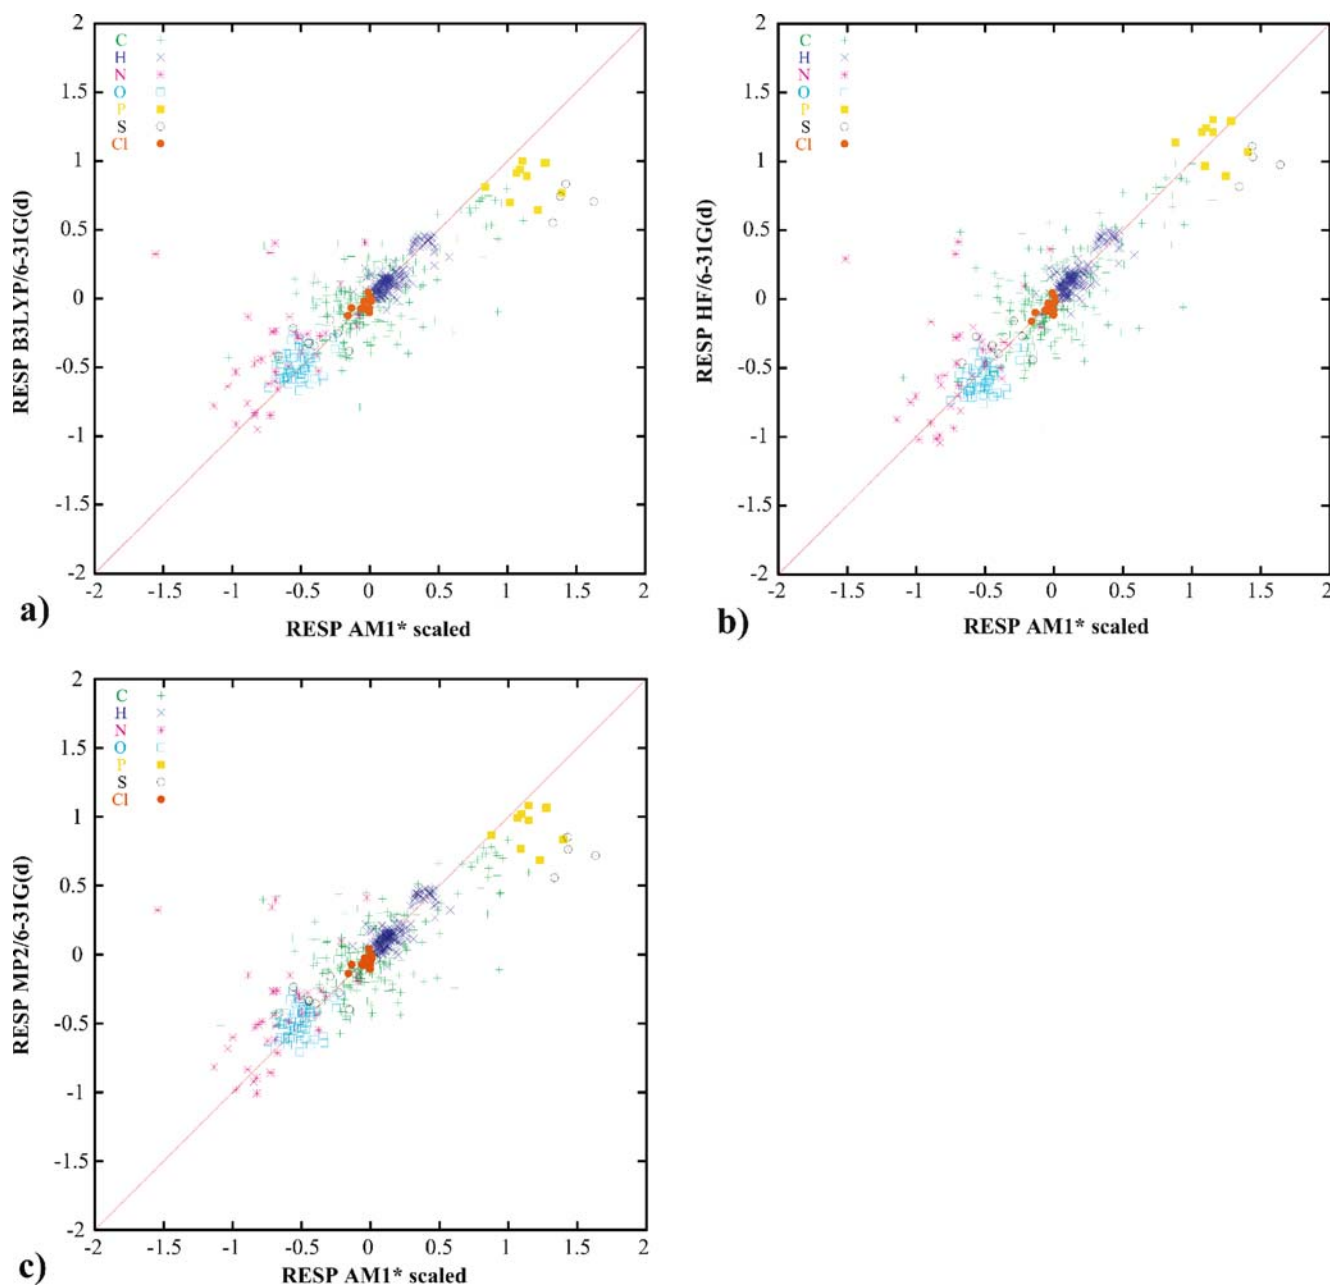 2
C
H
N
O
P
S
Cl
1.5
1
0.5
0
-0.5
-1
-1.5
-2
-2 -1.5 -1 -0.5 0 0.5 1 1.5 2
RESP B3LYP/6-31G(d)
a)
RESP AM1* scaled
2
C
H
N
O
P
S
Cl
1.5
1
0.5
0
-0.5
-1
-1.5
-2
-2 -1.5 -1 -0.5 0 0.5 1 1.5 2
RESP HF/6-31G(d)
b)
RESP AM1* scaled
2
C
H
N
O
P
S
Cl
1.5
1
0.5
0
-0.5
-1
-1.5
-2
-2 -1.5 -1 -0.5 0 0.5 1 1.5 2
RESP MP2/6-31G(d)
c)
RESP AM1* scaled